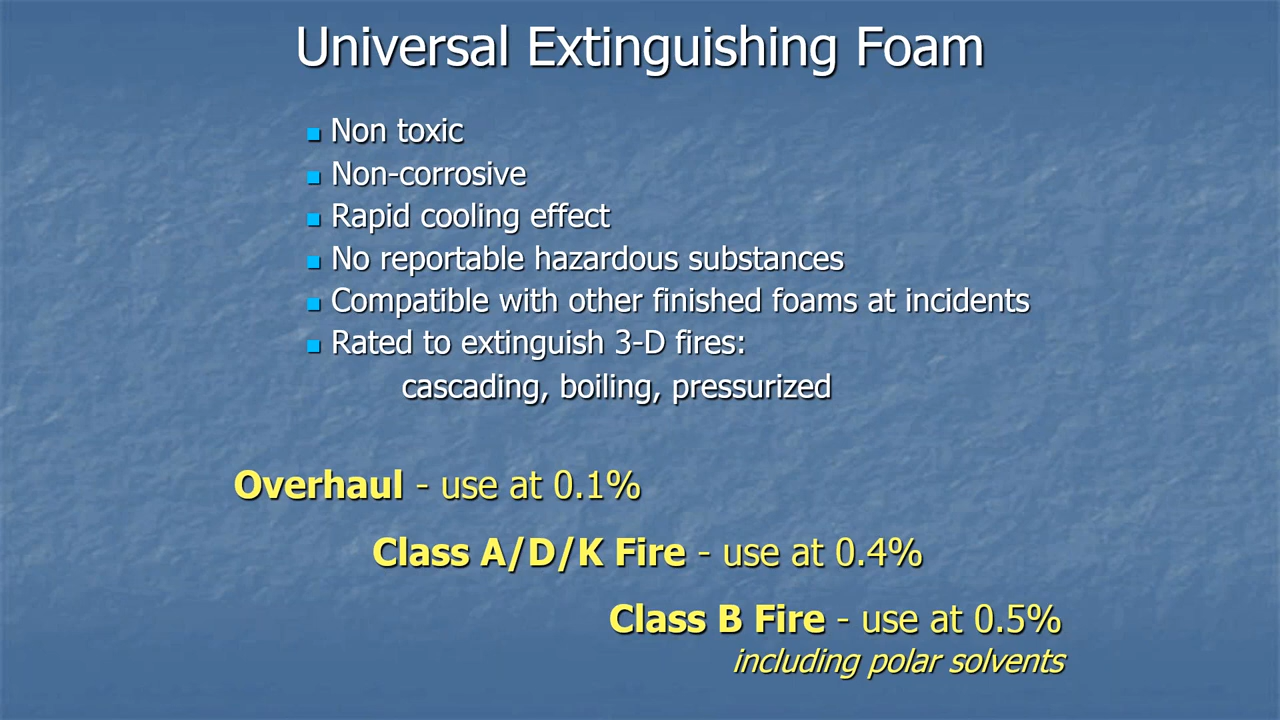 Universal Extinguishing Foam
Non toxic
Non-corrosive
Rapid cooling effect
No reportable hazardous substances
Compatible with other finished foams at incidents
Rated to extinguish 3-D fires:
cascading, boiling, pressurized
Overhaul - use at 0.1%
Class A/D/K Fire - use at 0.4%
Class B Fire - use at 0.5%
including polar solvents